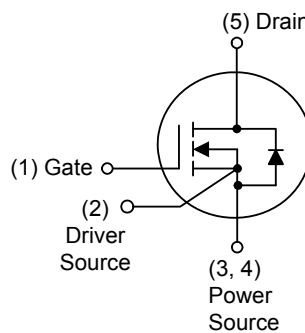 (5) Drain
(1) Gate
(2)
Driver
Source
(3, 4)
Power
Source